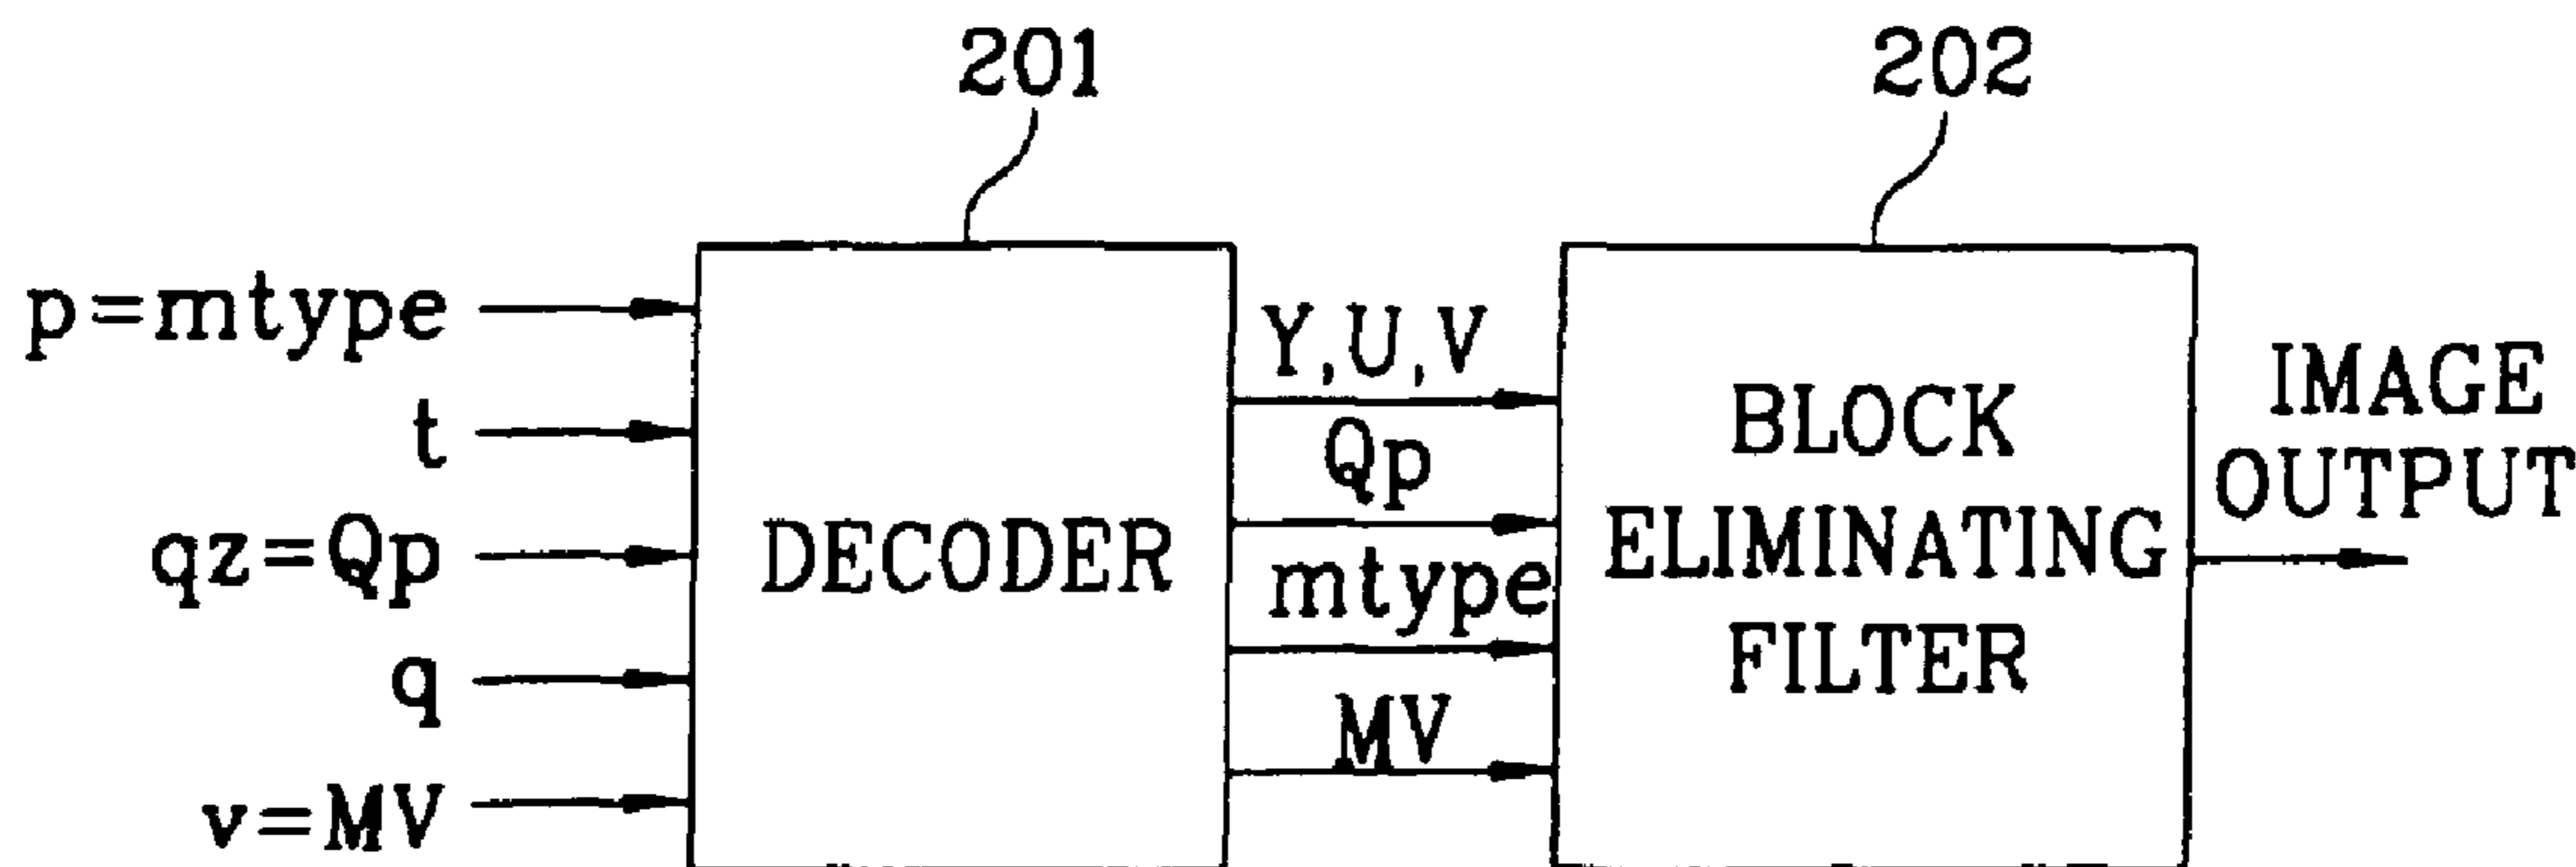 201
202
p=mtype
t
qz=Qp
q
v=MV
DECODER
Y,U,V
Qp
mtype
MV
BLOCK
ELIMINATING
FILTER
IMAGE
OUTPUT